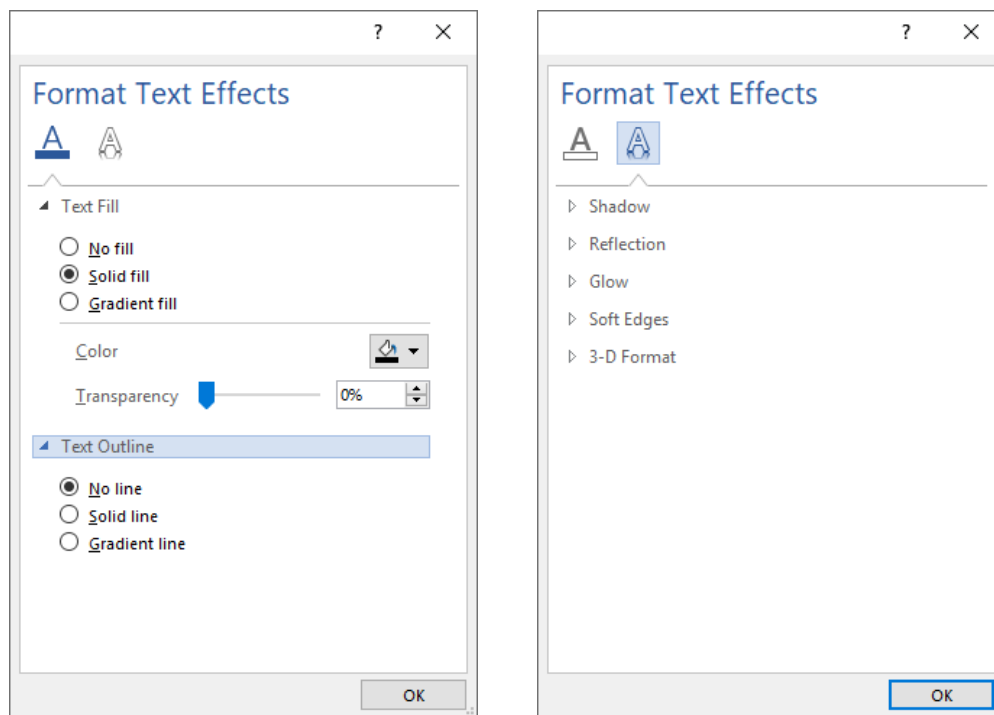 ?
Format Text Effects
A A
Text Fill
No fill
Solid fill
Gradient fill
Color
Transparency 0%
Text Outline
No line
Solid line
Gradient line
OK
?
Format Text Effects
A A
Shadow
Reflection
Glow
Soft Edges
3-D Format
OK